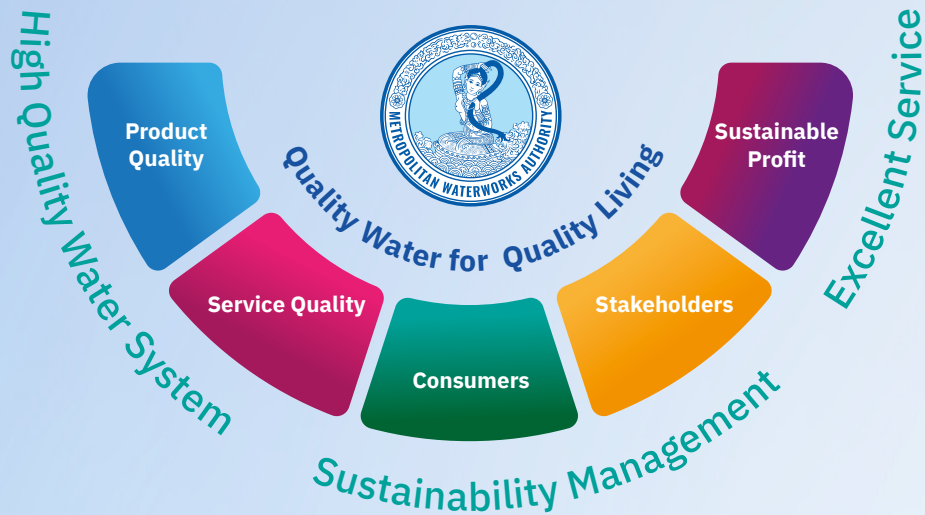 High Quality Water System
Product
Quality
METROPOLITAN WATERWORKS AUTHORITY
Sustainable
Profit
Excellent Service
Quality Water for Quality Living
Service Quality
Stakeholders
Consumers
Sustainability Management